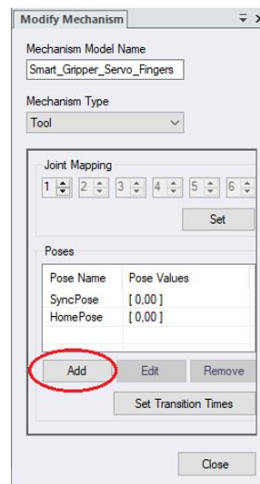 Modify Mechanism
Mechanism Model Name
Smart_Gripper_Servo_Fingers
Mechanism Type
Tool
Joint Mapping
1 2 3 4 5 6
Set
Poses
Pose Name Pose Values
SyncPose [ 0,00 ]
HomePose [ 0,00 ]
Add Edit Remove
Set Transition Times
Close